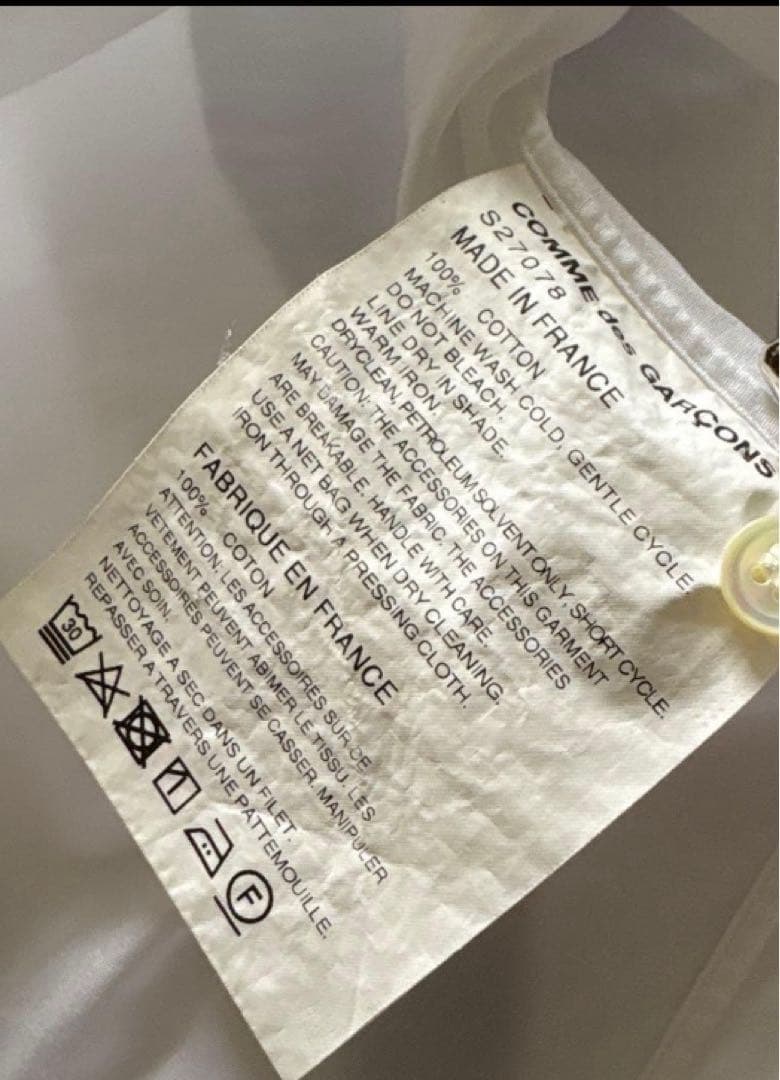 COMME des GARÇONS
S27078
MADE IN FRANCE
100% COTTON
MACHINE WASH COLD, GENTLE CYCLE.
DO NOT BLEACH.
LINE DRY IN SHADE.
WARM IRON.
DRYCLEAN, PETROLEUM SOLVENT ONLY, SHORT CYCLE.
CAUTION: THE ACCESSORIES ON THIS GARMENT
MAY DAMAGE THE FABRIC. THE ACCESSORIES
ARE BREAKABLE. HANDLE WITH CARE.
USE A NET BAG WHEN DRY CLEANING.
IRON THROUGH A PRESSING CLOTH.
FABRIQUE EN FRANCE
100% COTON
ATTENTION: LES ACCESSOIRES SUR CE
VETEMENT PEUVENT ABIMER LE TISSU. LES
ACCESSOIRES PEUVENT SE CASSER. MANIPULER
AVEC SOIN.
NETTOYAGE A SEC DANS UN FILET.
REPASSER A TRAVERS UNE PATTEMOUILLE.
30
F